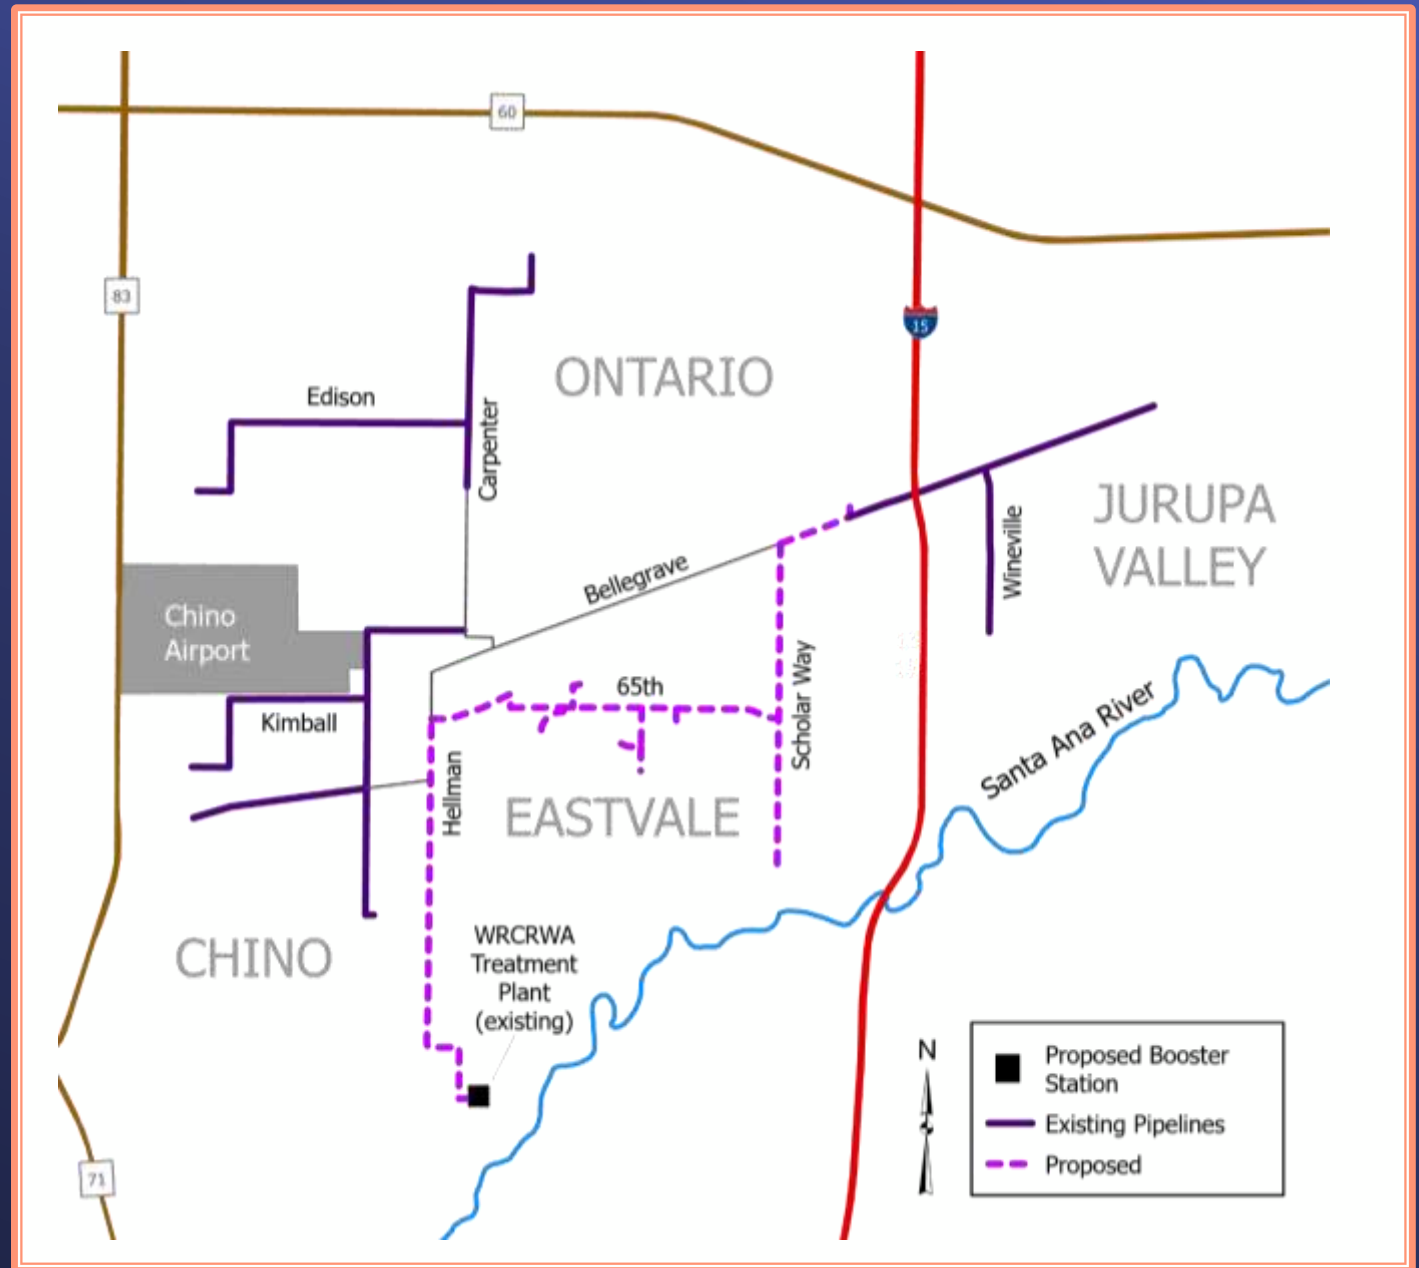 60
83
15
ONTARIO
Edison
Carpenter
JURUPA
VALLEY
Wineville
Bellegrave
Chino
Airport
Scholar Way
65th
Kimball
Santa Ana River
Hellman
EASTVALE
CHINO
WRCRWA
Treatment
Plant
(existing)
N
Proposed Booster
Station
Existing Pipelines
Proposed
71